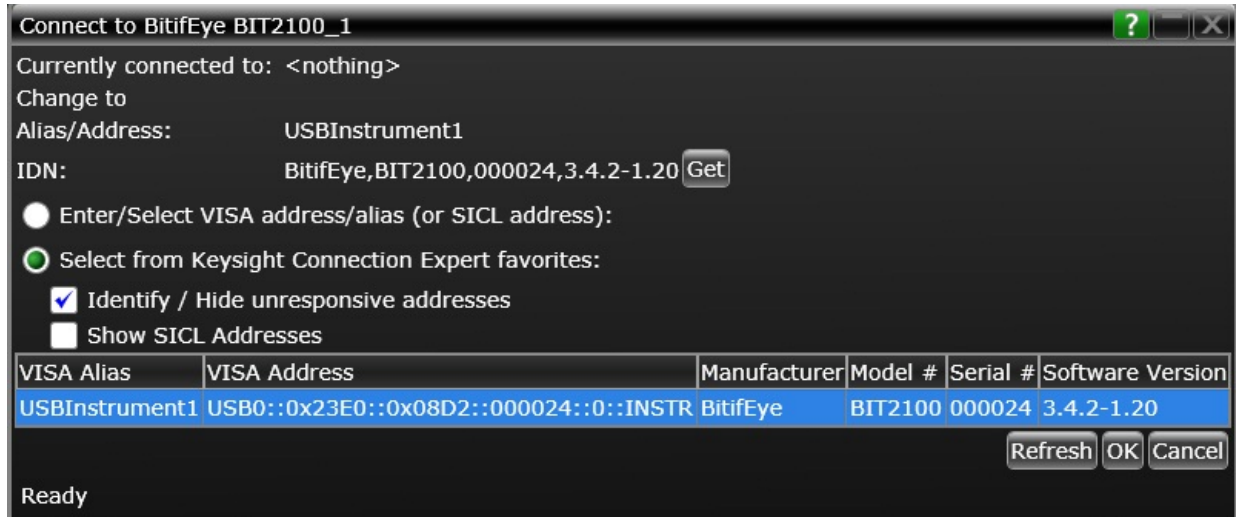 Connect to BitifEye BIT2100_1 ?
Currently connected to: <nothing>
Change to
Alias/Address: USBInstrument1
IDN: BitifEye,BIT2100,000024,3.4.2-1.20 Get
Enter/Select VISA address/alias (or SICL address):
Select from Keysight Connection Expert favorites:
Identify / Hide unresponsive addresses
Show SICL Addresses
VISA Alias VISA Address Manufacturer Model # Serial # Software Version
USBInstrument1 USB0::0x23E0::0x08D2::000024::0::INSTR BitifEye BIT2100 000024 3.4.2-1.20
Refresh OK Cancel
Ready